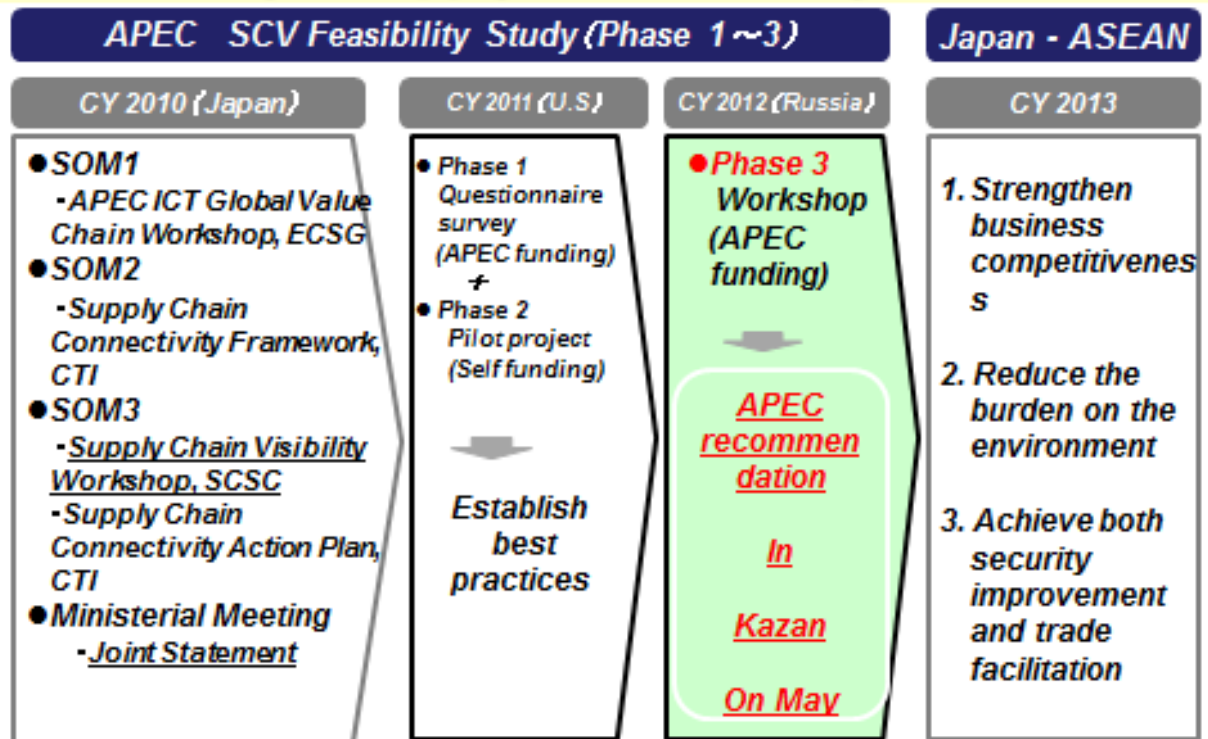 APEC SCV Feasibility Study (Phase 1~3)
Japan - ASEAN
CY 2010 (Japan)
●SOM1
-APEC ICT Global Value
Chain Workshop, ECSG
●SOM2
-Supply Chain
Connectivity Framework,
CTI
●SOM3
-Supply Chain Visibility
Workshop, SCSC
-Supply Chain
Connectivity Action Plan,
CTI
●Ministerial Meeting
-Joint Statement
CY 2011 (U.S)
● Phase 1
Questionnaire
survey
(APEC funding)
+
● Phase 2
Pilot project
(Self funding)
Establish
best
practices
CY 2012 (Russia)
●Phase 3
Workshop
(APEC
funding)
APEC
recommen
dation
In
Kazan
On May
CY 2013
1. Strengthen
business
competitivenes
s
2. Reduce the
burden on the
environment
3. Achieve both
security
improvement
and trade
facilitation